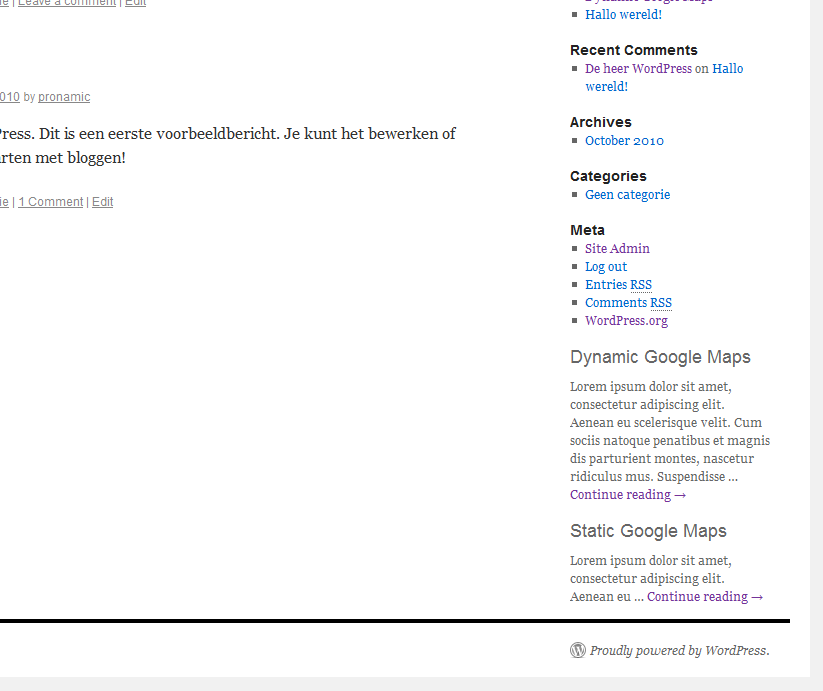 Leave a comment | Edit
010 by pronamic
Press. Dit is een eerste voorbeeldbericht. Je kunt het bewerken of
rten met bloggen!
ie | 1 Comment | Edit
Hallo wereld!
Recent Comments
De heer WordPress on Hallo
wereld!
Archives
October 2010
Categories
Geen categorie
Meta
Site Admin
Log out
Entries RSS
Comments RSS
WordPress.org
Dynamic Google Maps
Lorem ipsum dolor sit amet,
consectetur adipiscing elit.
Aenean eu scelerisque velit. Cum
sociis natoque penatibus et magnis
dis parturient montes, nascetur
ridiculus mus. Suspendisse ...
Continue reading →
Static Google Maps
Lorem ipsum dolor sit amet,
consectetur adipiscing elit.
Aenean eu ... Continue reading →
Proudly powered by WordPress.